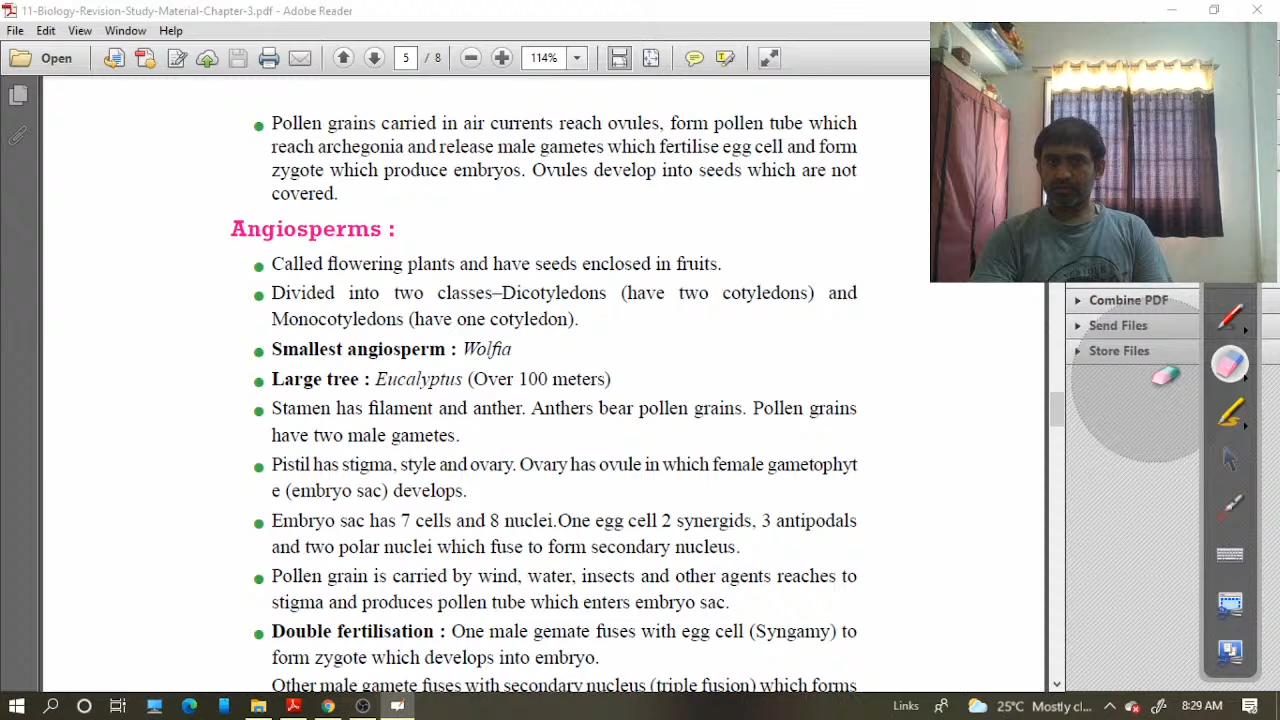 11-Biology-Revision-Study-Material-Chapter-3.pdf - Adobe Reader
File Edit View Window Help
Open 5 / 8 114%
Pollen grains carried in air currents reach ovules, form pollen tube which
reach archegonia and release male gametes which fertilise egg cell and form
zygote which produce embryos. Ovules develop into seeds which are not
covered.
Angiosperms :
Called flowering plants and have seeds enclosed in fruits.
Divided into two classes–Dicotyledons (have two cotyledons) and
Monocotyledons (have one cotyledon).
Smallest angiosperm : Wolfia
Large tree : Eucalyptus (Over 100 meters)
Stamen has filament and anther. Anthers bear pollen grains. Pollen grains
have two male gametes.
Pistil has stigma, style and ovary. Ovary has ovule in which female gametophyt
e (embryo sac) develops.
Embryo sac has 7 cells and 8 nuclei.One egg cell 2 synergids, 3 antipodals
and two polar nuclei which fuse to form secondary nucleus.
Pollen grain is carried by wind, water, insects and other agents reaches to
stigma and produces pollen tube which enters embryo sac.
Double fertilisation : One male gemate fuses with egg cell (Syngamy) to
form zygote which develops into embryo.
Other male gamete fuses with secondary nucleus (triple fusion) which forms
Combine PDF
Send Files
Store Files
Links 25°C Mostly cl... 8:29 AM